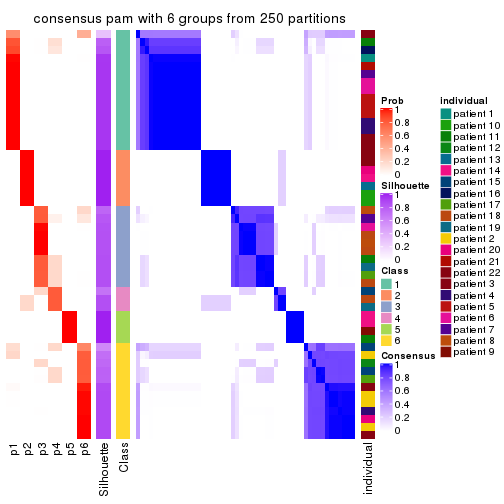 consensus pam with 6 groups from 250 partitions
p1
p2
p3
p4
p5
p6
Silhouette
Class
individual
Prob
1
0.8
0.6
0.4
0.2
0
Silhouette
1
0.8
0.6
0.4
0.2
0
Class
1
2
3
4
5
6
Consensus
1
0.8
0.6
0.4
0.2
0
individual
patient 1
patient 10
patient 11
patient 12
patient 13
patient 14
patient 15
patient 16
patient 17
patient 18
patient 19
patient 2
patient 20
patient 21
patient 22
patient 3
patient 4
patient 5
patient 6
patient 7
patient 8
patient 9